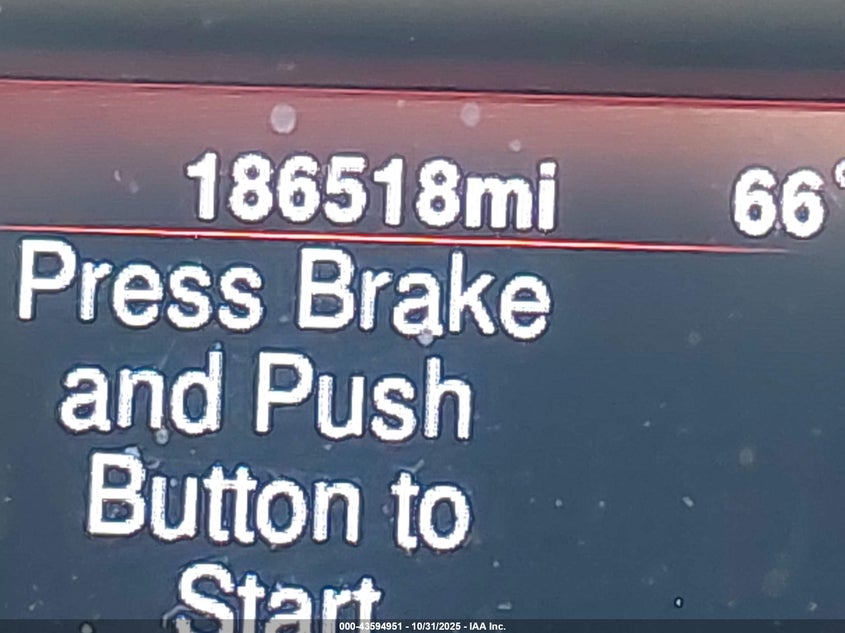 186518mi 66°
Press Brake
and Push
Button to
Start
000-43594951 - 10/31/2025 - IAA Inc.